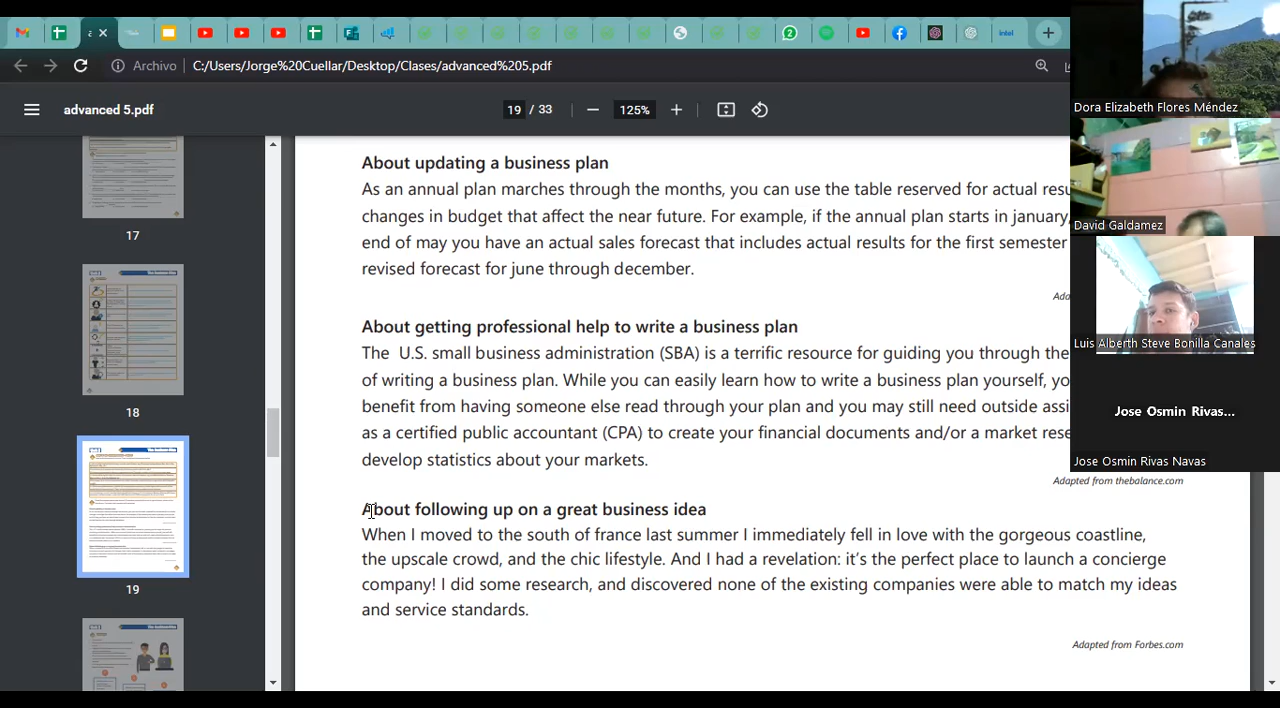 Archivo
C:/Users/Jorge%20Cuellar/Desktop/Clases/advanced%205.pdf
advanced 5.pdf
19 / 33
125%
17
18
19
About updating a business plan
As an annual plan marches through the months, you can use the table reserved for actual
changes in budget that affect the near future. For example, if the annual plan starts in january,
end of may you have an actual sales forecast that includes actual results for the first semester
revised forecast for june through december.
About getting professional help to write a business plan
The U.S. small business administration (SBA) is a terrific resource for guiding you through the
of writing a business plan. While you can easily learn how to write a business plan yourself,
benefit from having someone else read through your plan and you may still need outside
as a certified public accountant (CPA) to create your financial documents and/or a market
develop statistics about your markets.
Adapted from thebalance.com
About following up on a great business idea
When I moved to the south of france last summer I immediately fell in love with the gorgeous coastline,
the upscale crowd, and the chic lifestyle. And I had a revelation: it's the perfect place to launch a concierge
company! I did some research, and discovered none of the existing companies were able to match my ideas
and service standards.
Adapted from Forbes.com
Dora Elizabeth Flores Méndez
David Galdamez
Luis Alberth Steve Bonilla Canales
Jose Osmin Rivas...
Jose Osmin Rivas Navas
intel